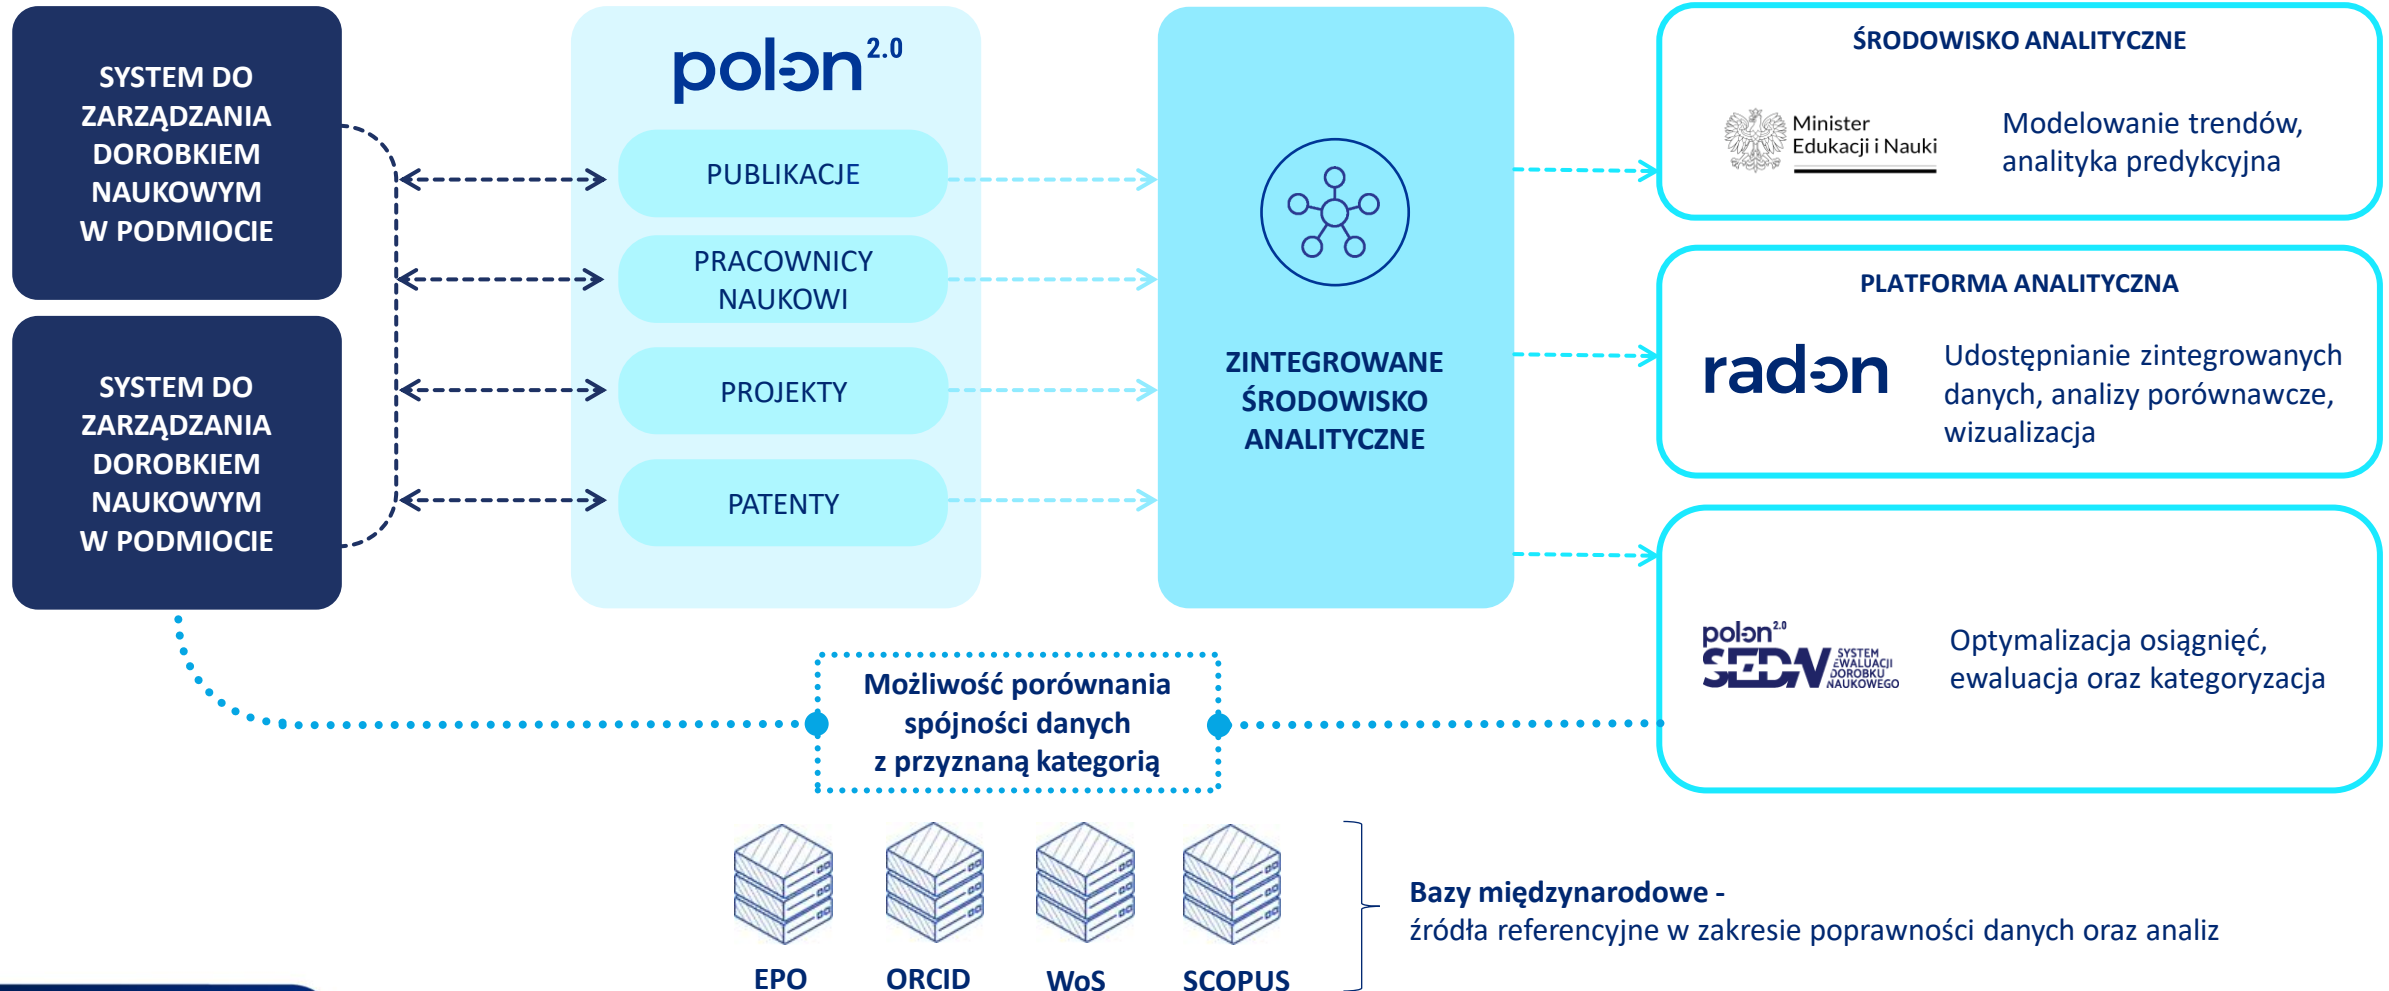 SYSTEM DO
ZARZĄDZANIA
DOROBKIEM
NAUKOWYM
W PODMIOCIE
SYSTEM DO
ZARZĄDZANIA
DOROBKIEM
NAUKOWYM
W PODMIOCIE
polon 2.0
PUBLIKACJE
PRACOWNICY
NAUKOWI
PROJEKTY
PATENTY
ZINTEGROWANE
ŚRODOWISKO
ANALITYCZNE
ŚRODOWISKO ANALITYCZNE
Minister
Edukacji i Nauki
Modelowanie trendów,
analityka predykcyjna
PLATFORMA ANALITYCZNA
radon
Udostępnianie zintegrowanych
danych, analizy porównawcze,
wizualizacja
polon 2.0
SEDN
SYSTEM
EWALUACJI
DOROBKU
NAUKOWEGO
Optymalizacja osiągnięć,
ewaluacja oraz kategoryzacja
Możliwość porównania
spójności danych
z przyznaną kategorią
EPO
ORCID
WoS
SCOPUS
Bazy międzynarodowe -
źródła referencyjne w zakresie poprawności danych oraz analiz